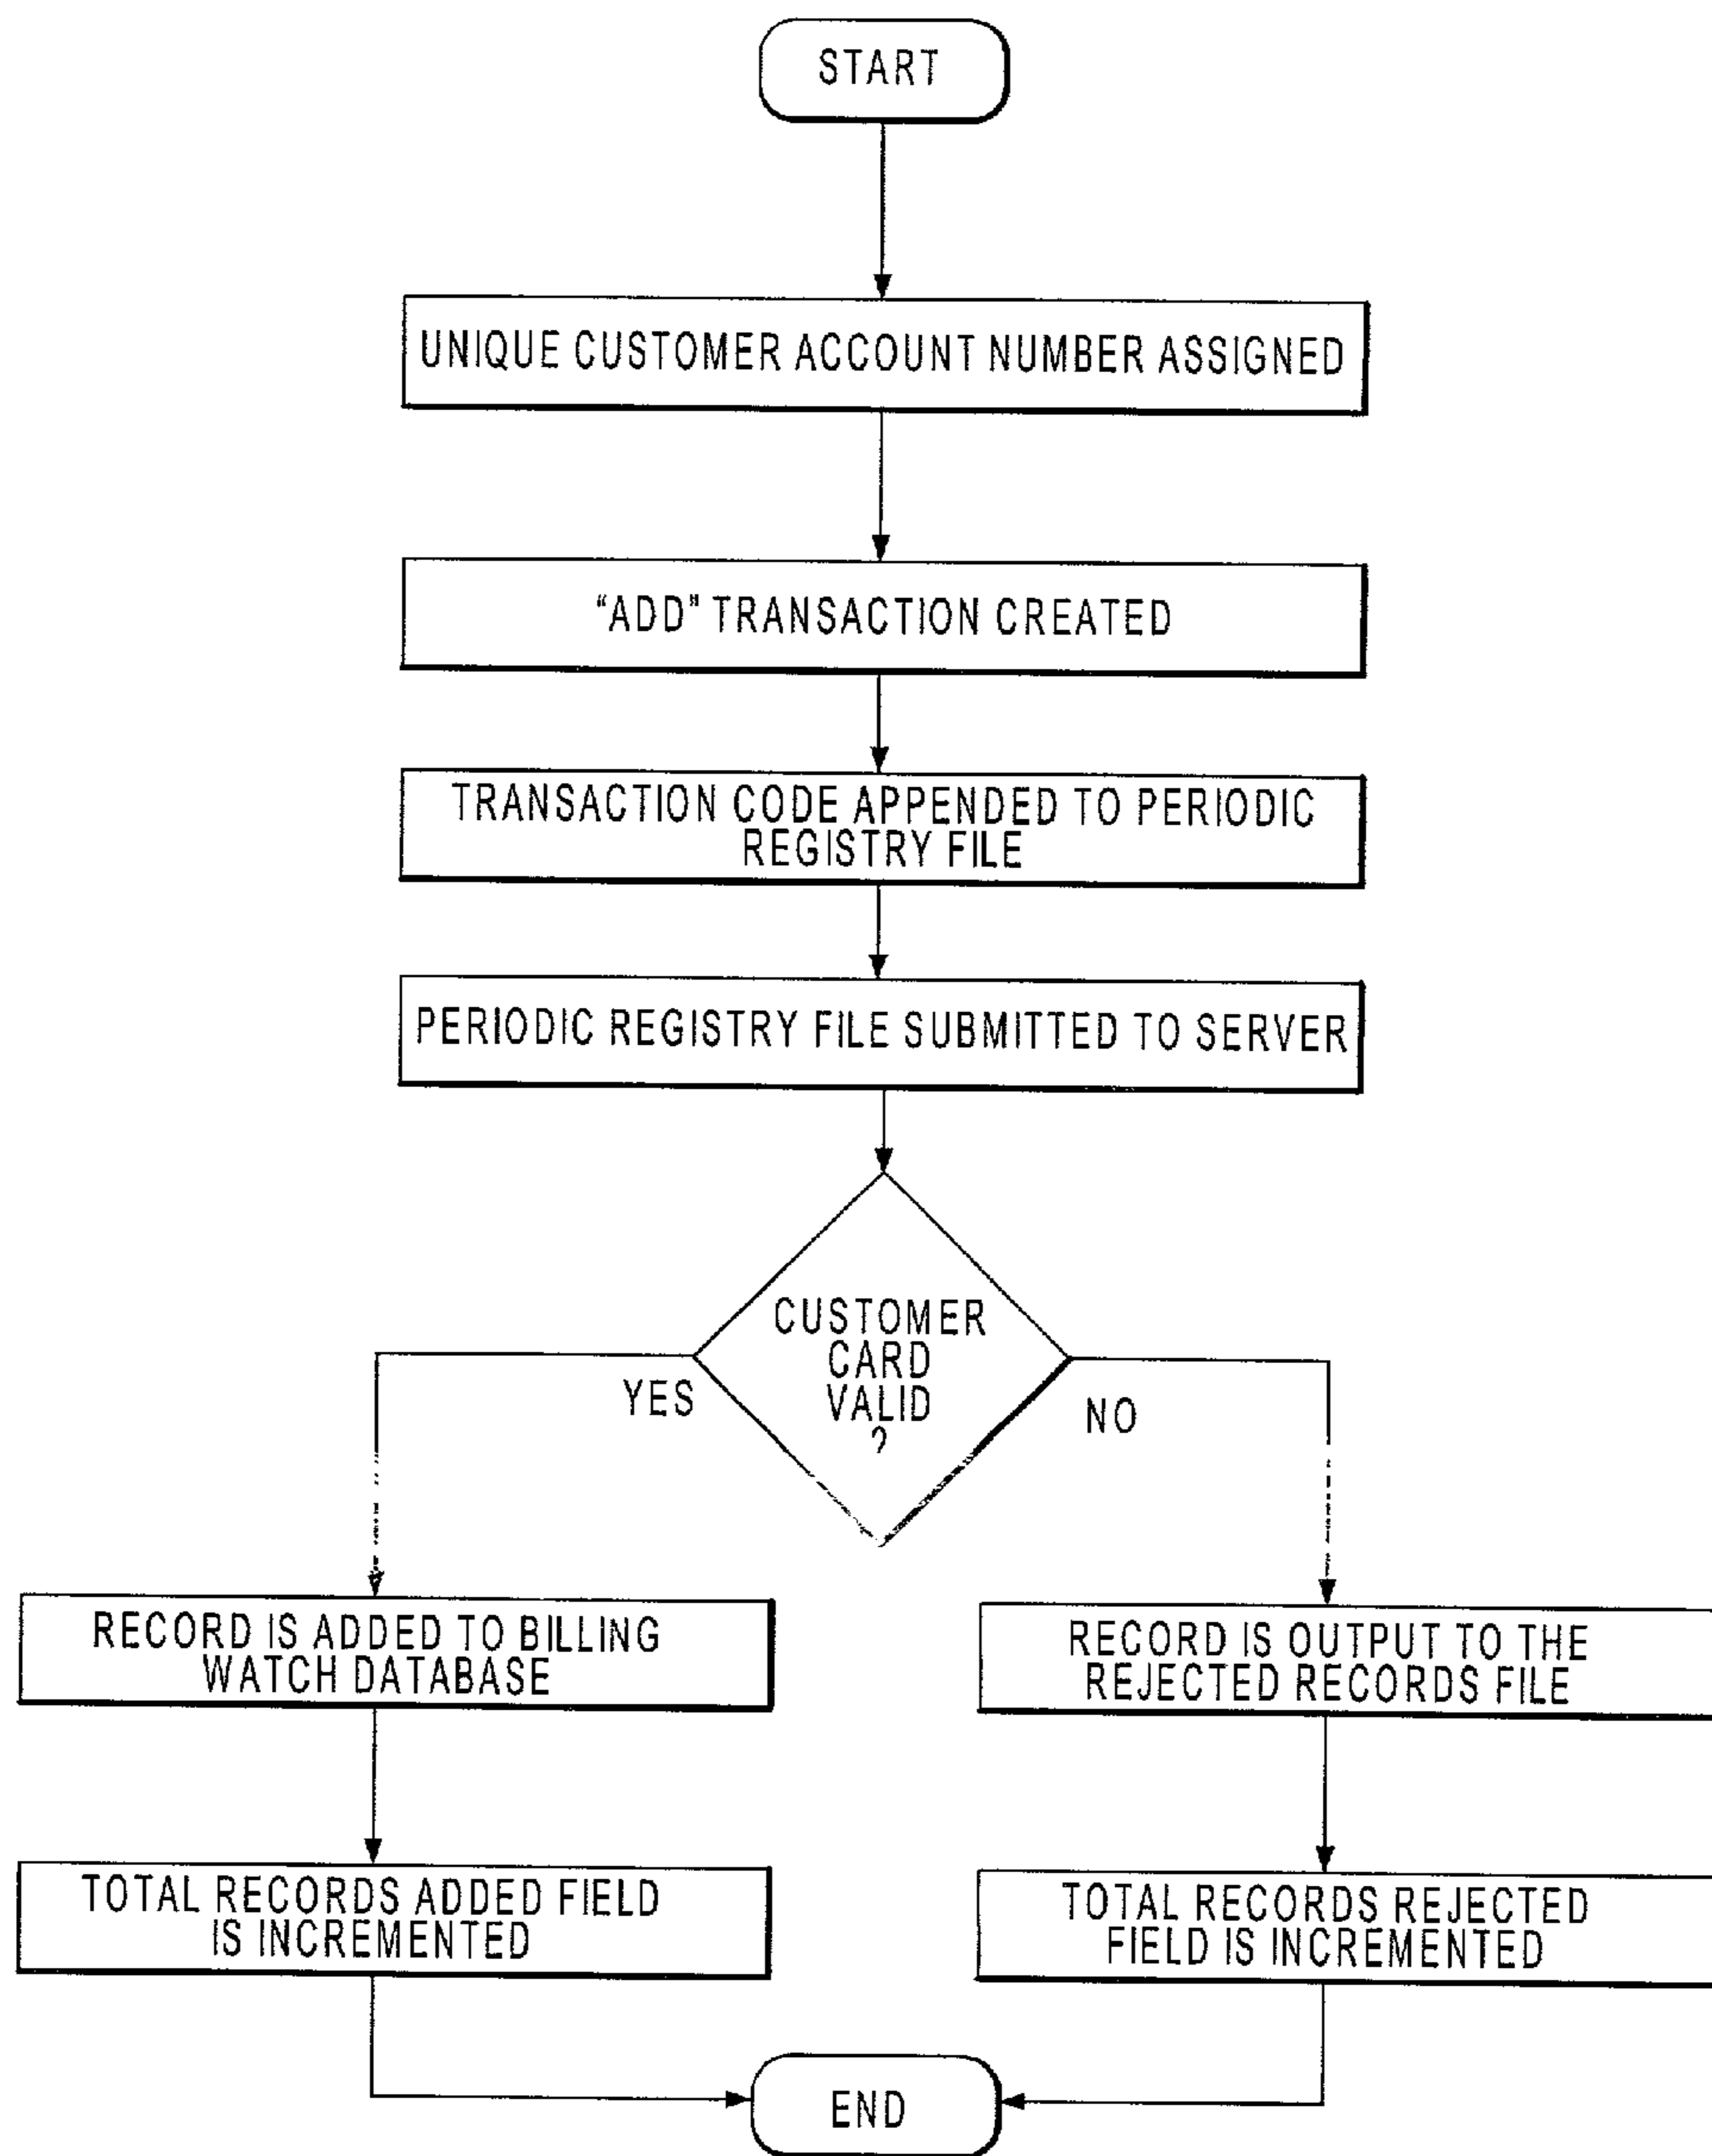 START
UNIQUE CUSTOMER ACCOUNT NUMBER ASSIGNED
"ADD" TRANSACTION CREATED
TRANSACTION CODE APPENDED TO PERIODIC
REGISTRY FILE
PERIODIC REGISTRY FILE SUBMITTED TO SERVER
CUSTOMER
CARD
VALID
?
YES
NO
RECORD IS ADDED TO BILLING
WATCH DATABASE
RECORD IS OUTPUT TO THE
REJECTED RECORDS FILE
TOTAL RECORDS ADDED FIELD
IS INCREMENTED
TOTAL RECORDS REJECTED
FIELD IS INCREMENTED
END